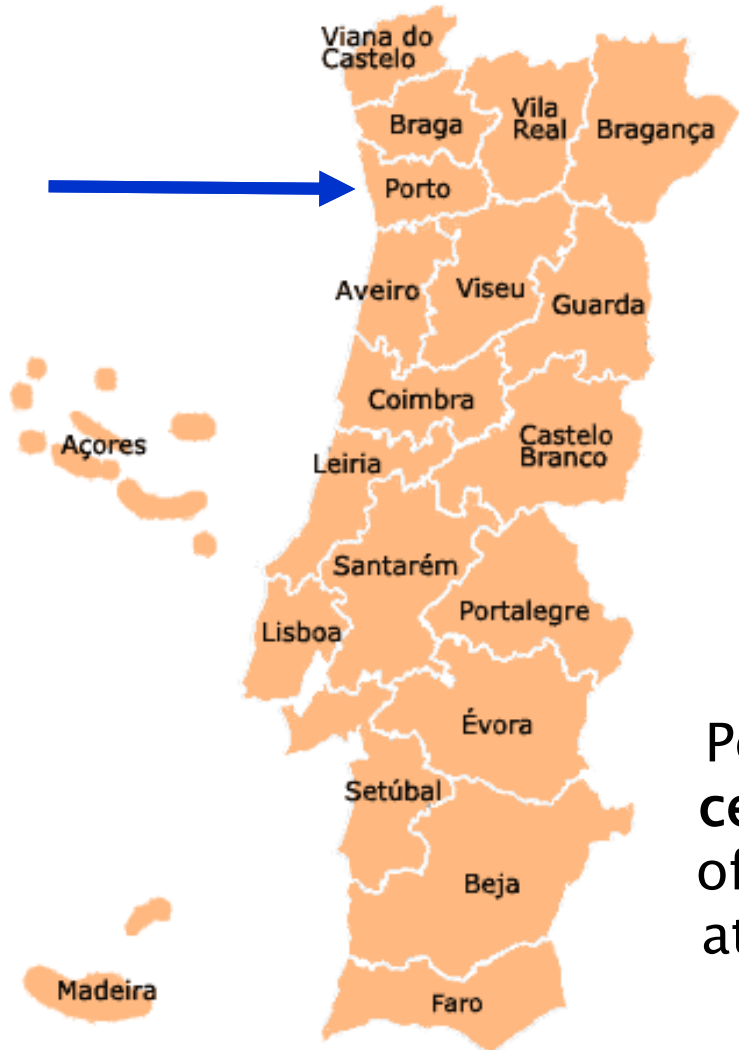 Viana do
Castelo
Braga
Vila
Real
Bragança
Porto
Aveiro
Viseu
Guarda
Coimbra
Açores
Leiria
Castelo
Branco
Santarém
Portalegre
Lisboa
Évora
Setúbal
Beja
of
Madeira
Faro